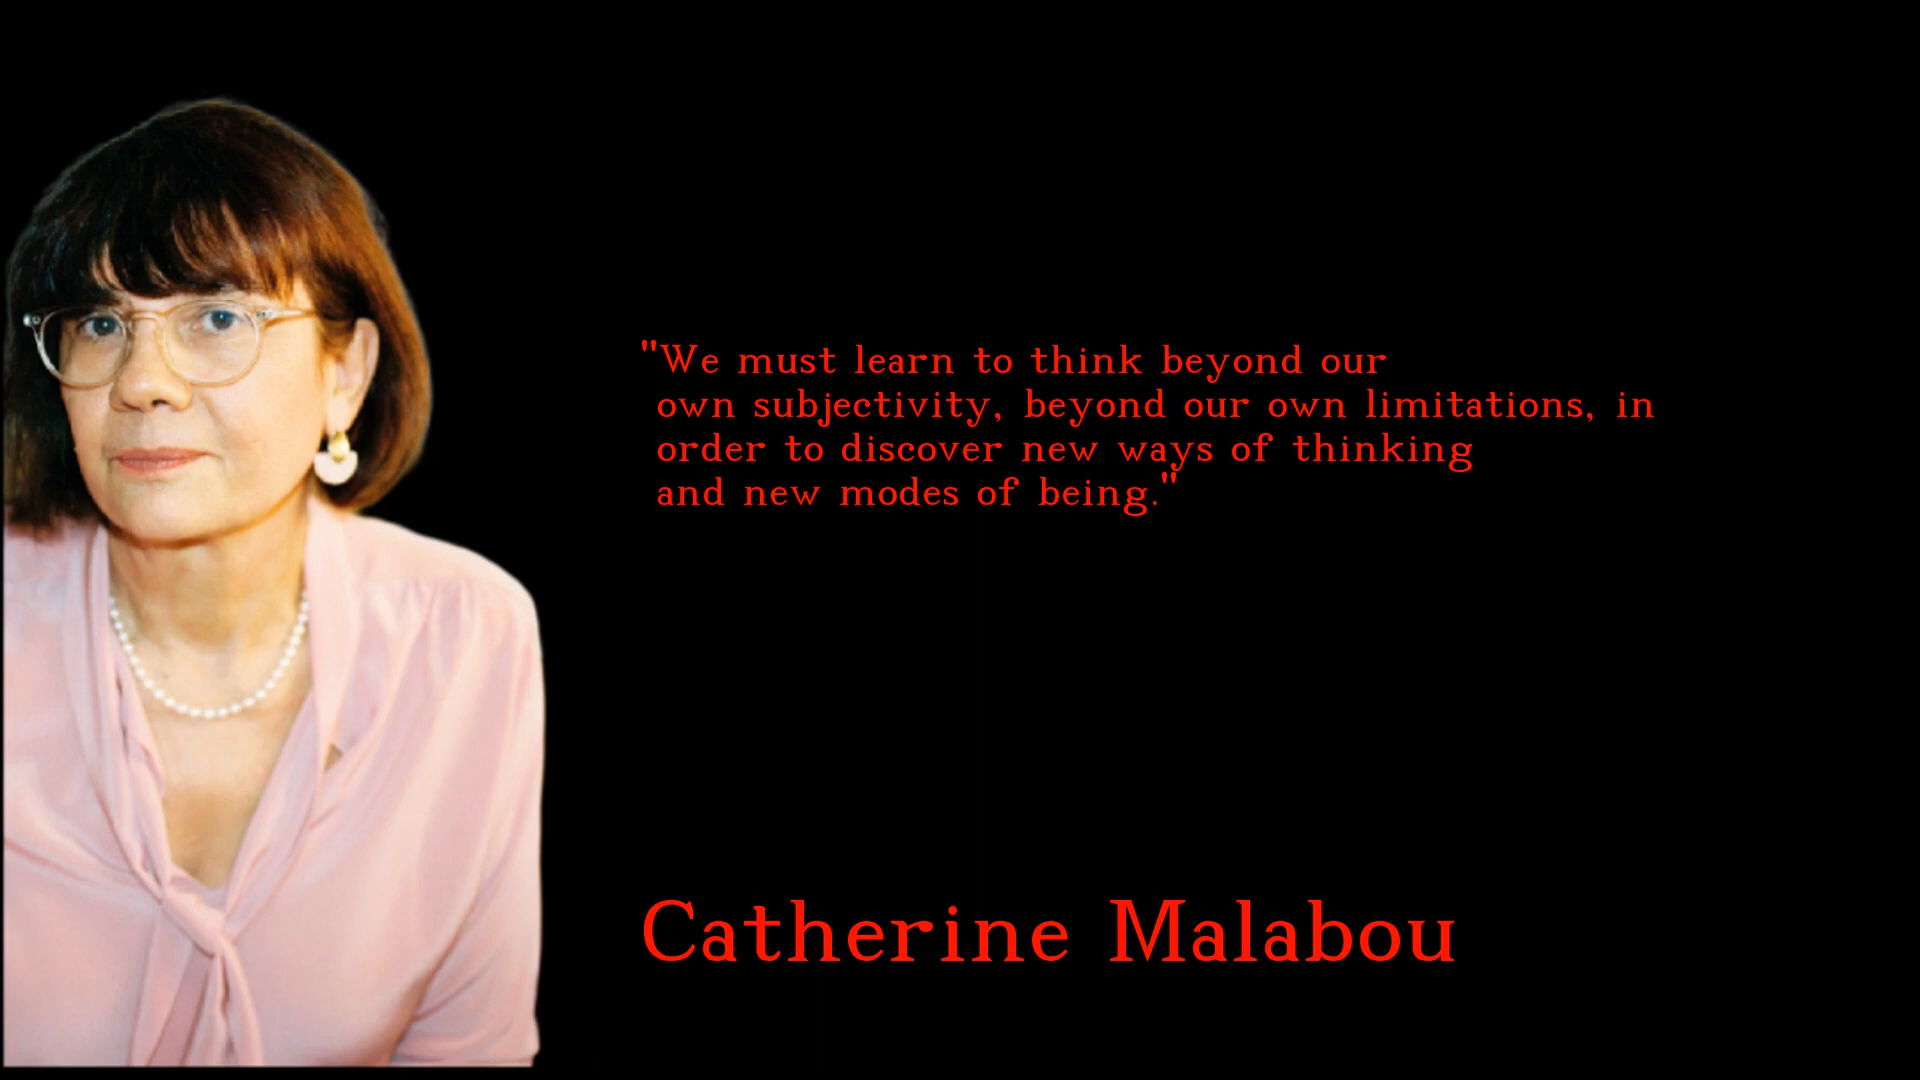 "We must learn to think beyond our
own subjectivity, beyond our own limitations, in
order to discover new ways of thinking
and new modes of being."
Catherine Malabou